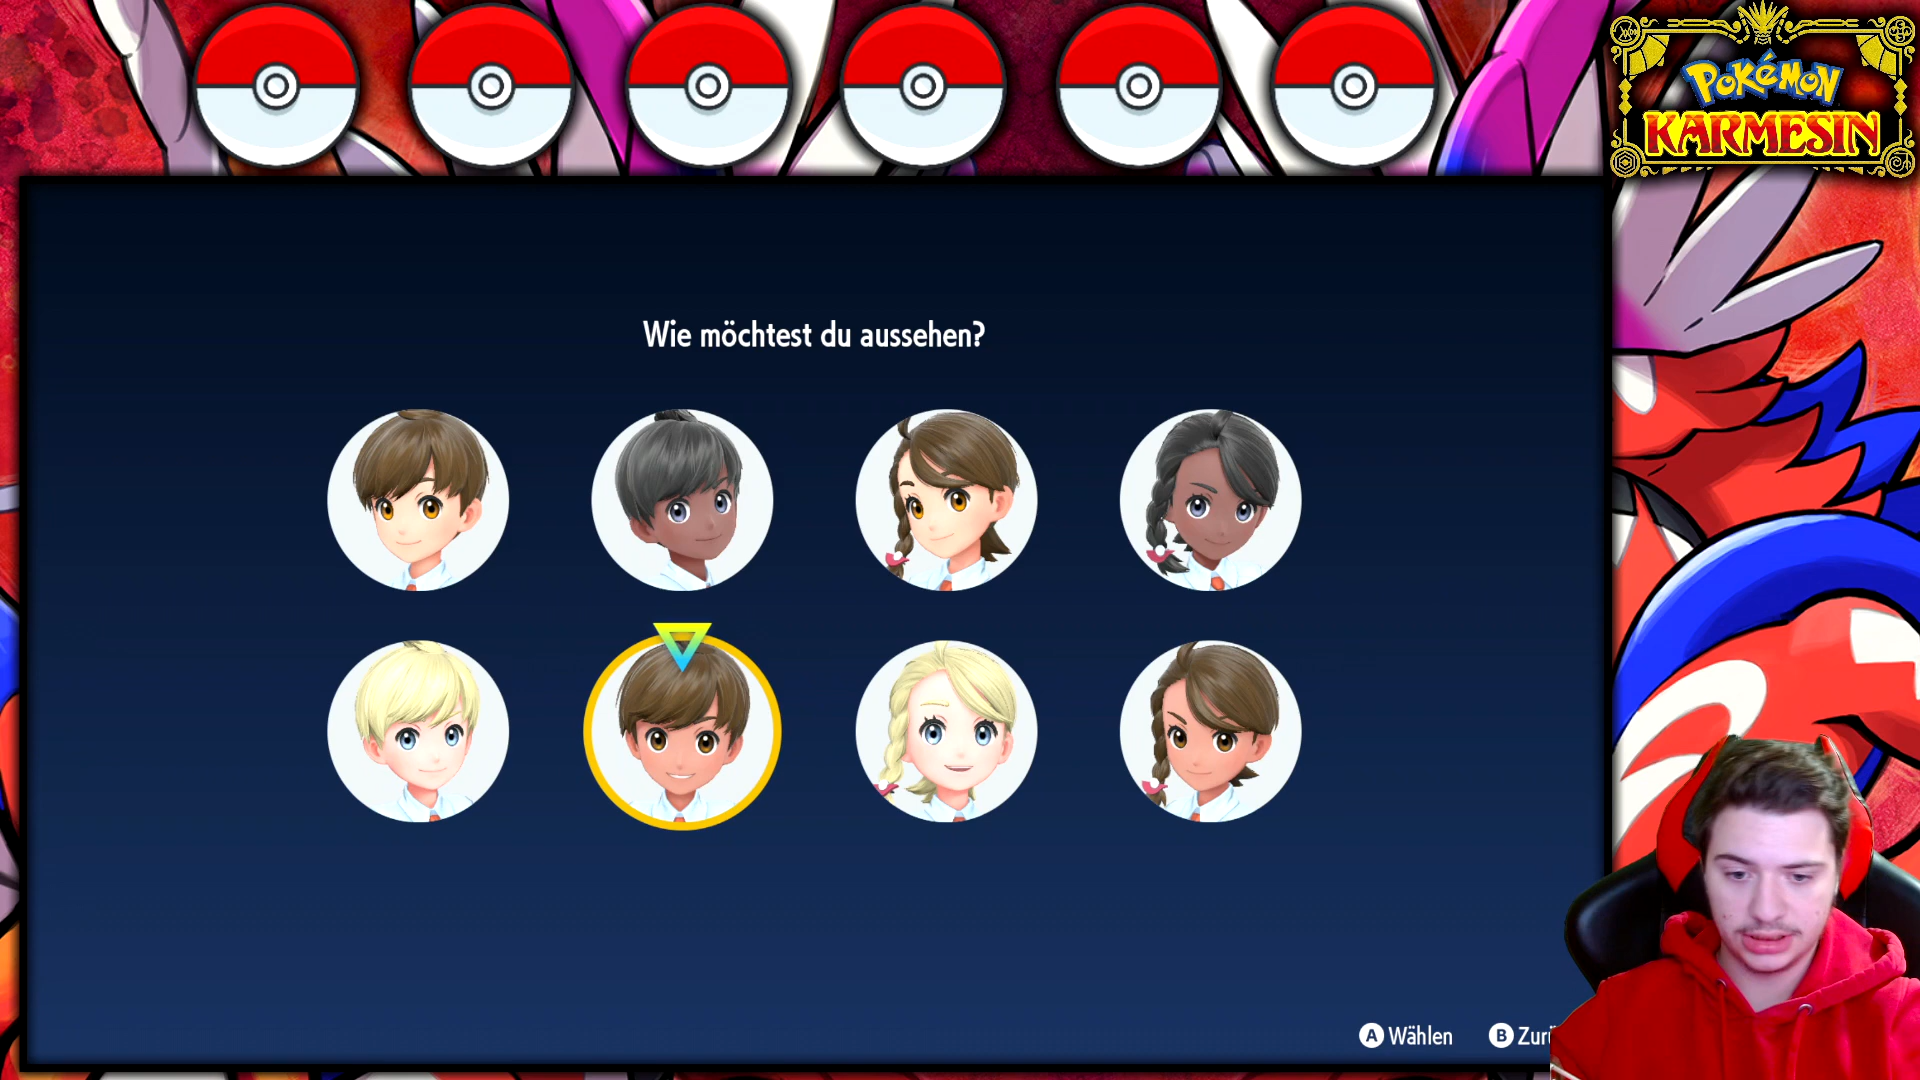 POKéMON
KARMESIN
Wie möchtest du aussehen?
A Wählen
B